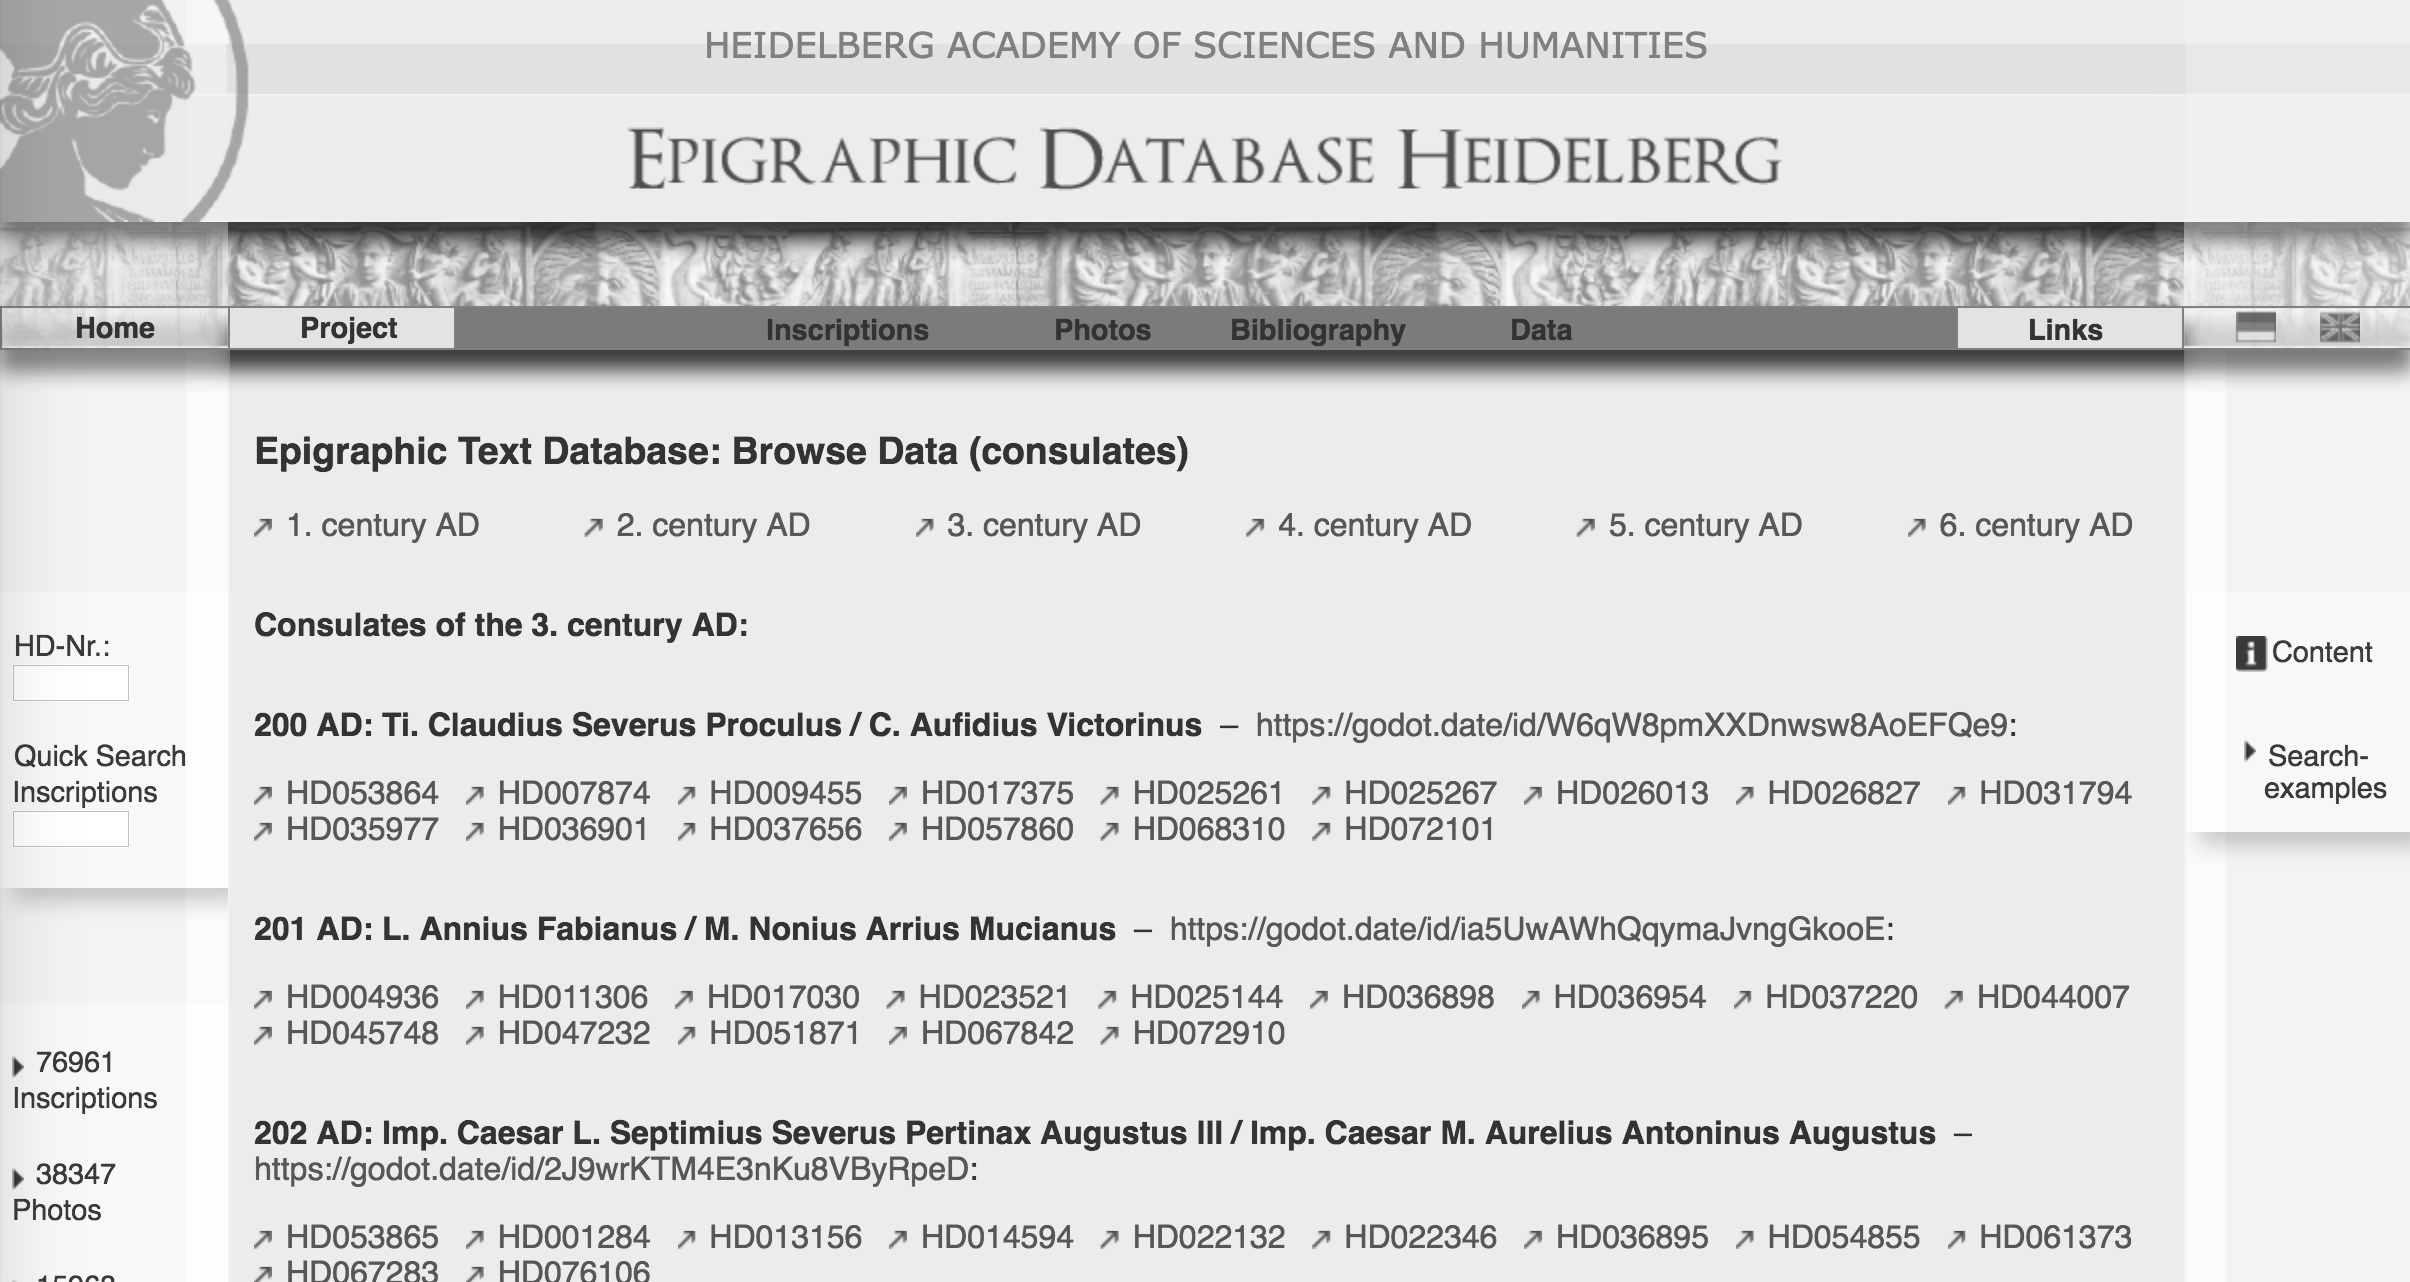 HEIDELBERG ACADEMY OF SCIENCES AND HUMANITIES
EPIGRAPHIC DATABASE HEIDELBERG
Home Project Inscriptions Photos Bibliography Data Links
Epigraphic Text Database: Browse Data (consulates)
1. century AD 2. century AD 3. century AD 4. century AD 5. century AD 6. century AD
Consulates of the 3. century AD:
HD-Nr.:
Quick Search
Inscriptions
76961
Inscriptions
38347
Photos
200 AD: Ti. Claudius Severus Proculus / C. Aufidius Victorinus – https://godot.date/id/W6qW8pmXXDnwsw8AoEFQe9:
HD053864 HD007874 HD009455 HD017375 HD025261 HD025267 HD026013 HD026827 HD031794
HD035977 HD036901 HD037656 HD057860 HD068310 HD072101
201 AD: L. Annius Fabianus / M. Nonius Arrius Mucianus – https://godot.date/id/ia5UwAWhQqymaJvngGkooE:
HD004936 HD011306 HD017030 HD023521 HD025144 HD036898 HD036954 HD037220 HD044007
HD045748 HD047232 HD051871 HD067842 HD072910
202 AD: Imp. Caesar L. Septimius Severus Pertinax Augustus III / Imp. Caesar M. Aurelius Antoninus Augustus –
https://godot.date/id/2J9wrKTM4E3nKu8VByRpeD:
HD053865 HD001284 HD013156 HD014594 HD022132 HD022346 HD036895 HD054855 HD061373
HD067283 HD076106
i Content
Search-
examples